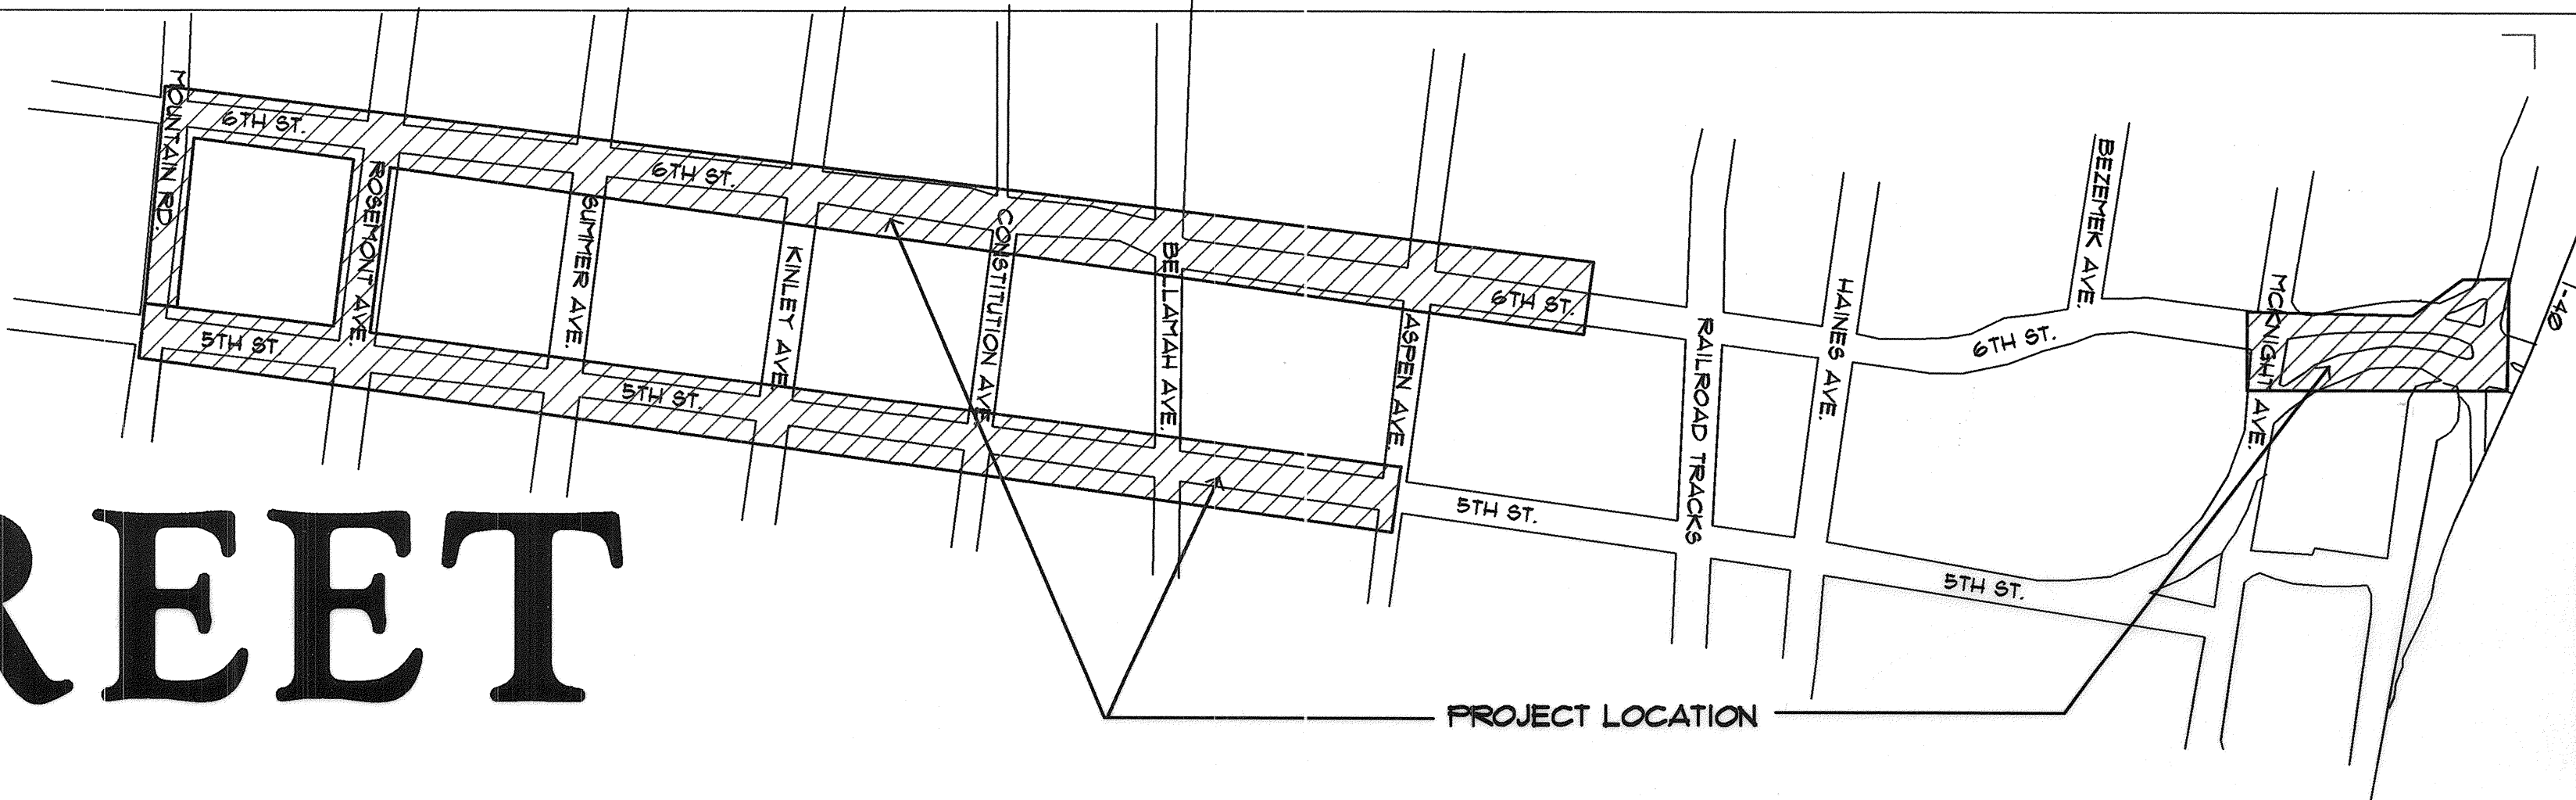 MOUNTAIN RD.
6TH ST.
ROSEMONT AVE.
SUMMER AVE.
6TH ST.
KINLEY AVE.
CONSTITUTION AVE.
BELLAMAH AVE.
ASPEN AVE.
6TH ST.
RAILROAD TRACKS
HAINES AVE.
6TH ST.
BEZEMEK AVE.
MCKNIGHT AVE.
I-40
5TH ST
5TH ST.
5TH ST.
5TH ST.
REET
PROJECT LOCATION